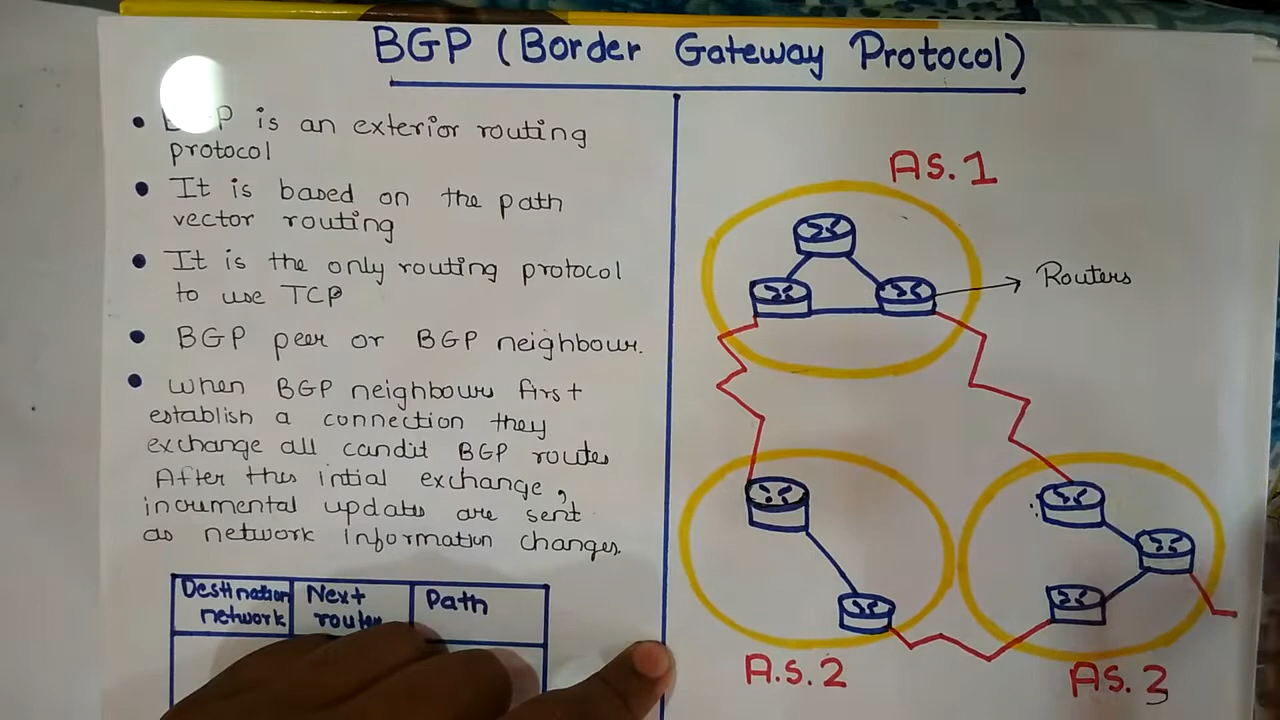 BGP (Border Gateway Protocol)
is an exterior routing
protocol
It is based on the path
vector routing
It is the only routing protocol
to use TCP
BGP peer or BGP neighbour.
When BGP neighbours first
establish a connection they
exchange all candit BGP routes
After this intial exchange,
incrumental updats are sent
as network information changes.
Destination
network
Next
router
Path
AS.1
Routers
A.S.2
AS.3